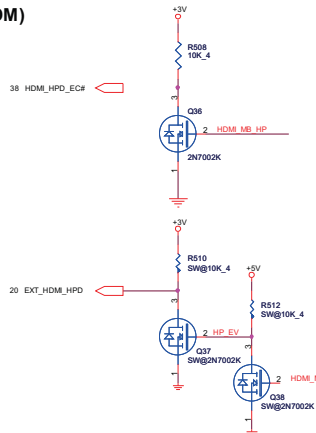 +3V
R508
10K_4
38 HDMI_HPD_EC#
3
Q36
2 HDMI_MB_HP
2N7002K
1
+3V
R510
SW@10K_4
+5V
20 EXT_HDMI_HPD
R512
SW@10K_4
3
2 HP_EV
Q37
SW@2N7002K
3
1
2
Q38
SW@2N7002K
1